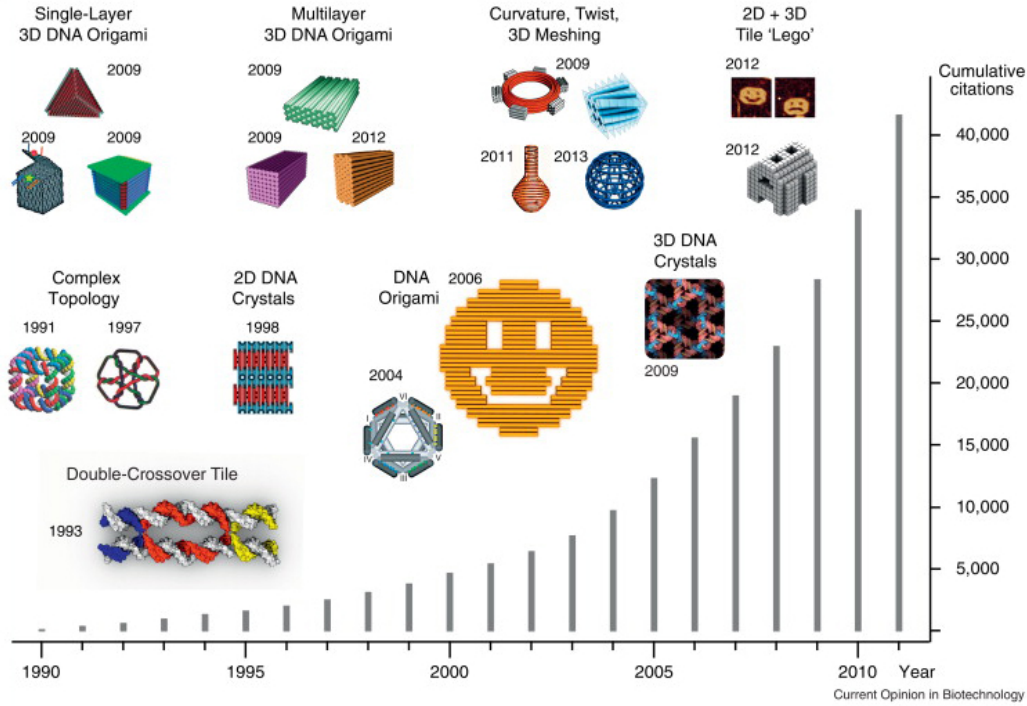 Single-Layer
3D DNA Origami
2009
2009
2009
Multilayer
3D DNA Origami
2009
2009
2012
Curvature, Twist,
3D Meshing
2009
2011
2013
2D + 3D
Tile ‘Lego’
2012
2012
Cumulative
citations
40,000
35,000
30,000
25,000
20,000
15,000
10,000
5,000
Complex
Topology
1991
1997
2D DNA
Crystals
1998
DNA
Origami
2006
2004
VI
I
II
IV
V
III
3D DNA
Crystals
2009
Double-Crossover Tile
1993
1990
1995
2000
2005
2010
Year
Current Opinion in Biotechnology